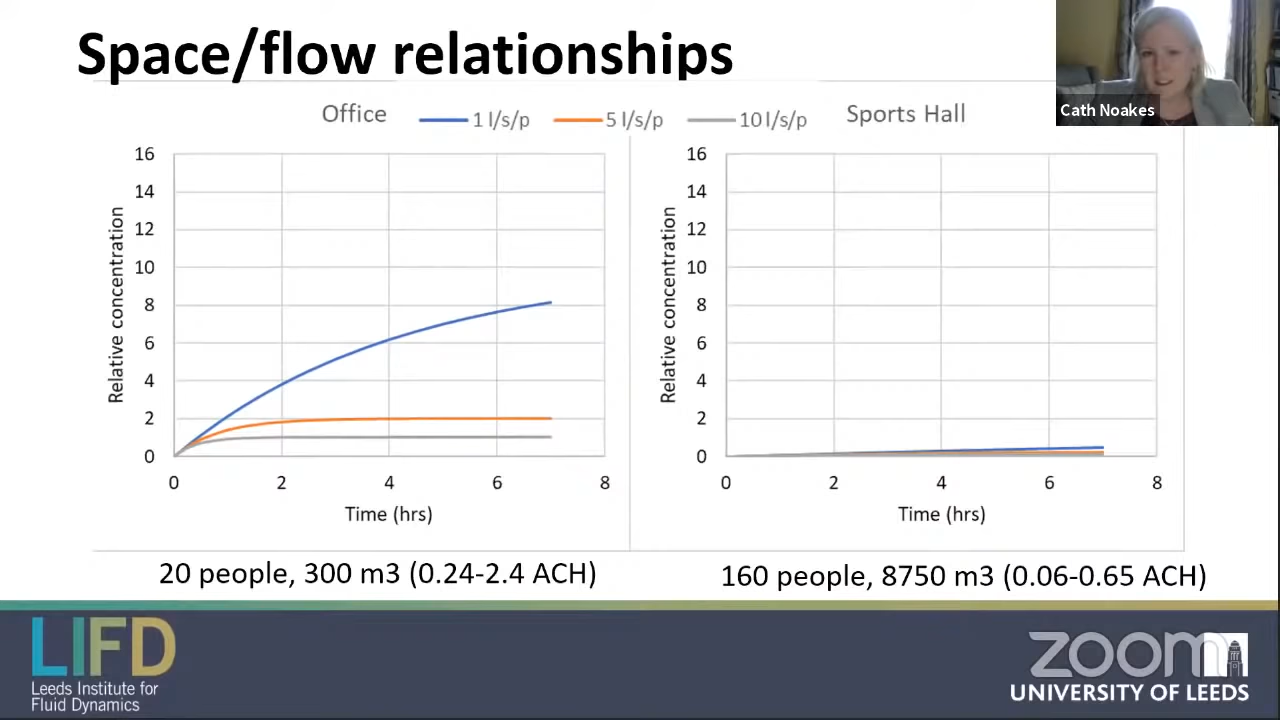 Space/flow relationships
Cath Noakes
Office
1 l/s/p
5 l/s/p
10 l/s/p
Sports Hall
16
14
12
10
8
6
4
2
0
Relative concentration
0
2
4
6
8
Time (hrs)
16
14
12
10
8
6
4
2
0
Relative concentration
0
2
4
6
8
Time (hrs)
20 people, 300 m3 (0.24-2.4 ACH)
160 people, 8750 m3 (0.06-0.65 ACH)
LIFD
Leeds Institute for
Fluid Dynamics
zoom
UNIVERSITY OF LEEDS